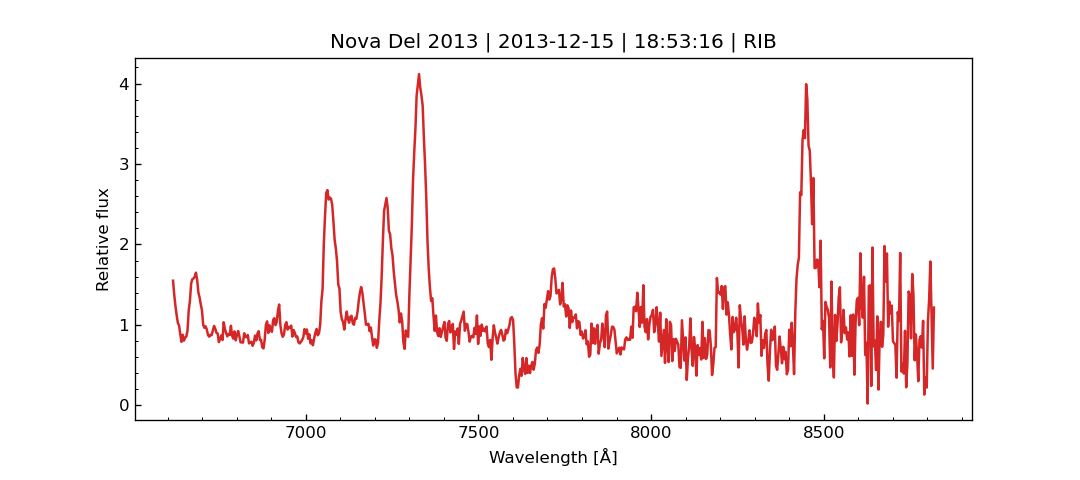 Nova Del 2013 | 2013-12-15 | 18:53:16 | RIB
Relative flux
4
3
2
1
0
7000 7500 8000 8500
Wavelength [Å]